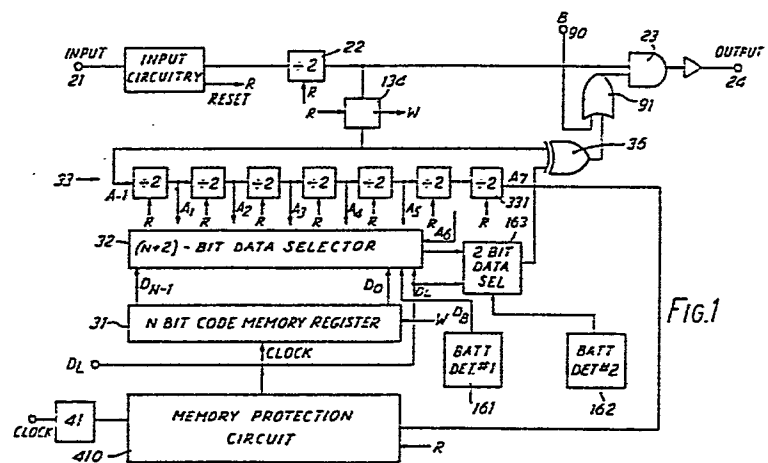 INPUT
21
INPUT
CIRCUITRY
R
RESET
÷2
22
R
134
R
W
B
90
23
OUTPUT
24
91
36
33
A-1
÷2 ÷2 ÷2 ÷2 ÷2 ÷2 ÷2
A7
331
R R R R R R R
A1 A2 A3 A4 A5 A6
32
(N+2)-BIT DATA SELECTOR
163
2 BIT
DATA
SEL
DN-1
D0
DL
31
N BIT CODE MEMORY REGISTER
W
DB
CLOCK
DL
BATT
DET#1
161
BATT
DET#2
162
FIG.1
CLOCK
41
MEMORY PROTECTION
CIRCUIT
410
R